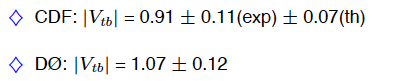 ◇ CDF: |V_tb| = 0.91 ± 0.11(exp) ± 0.07(th)
◇ DØ: |V_tb| = 1.07 ± 0.12